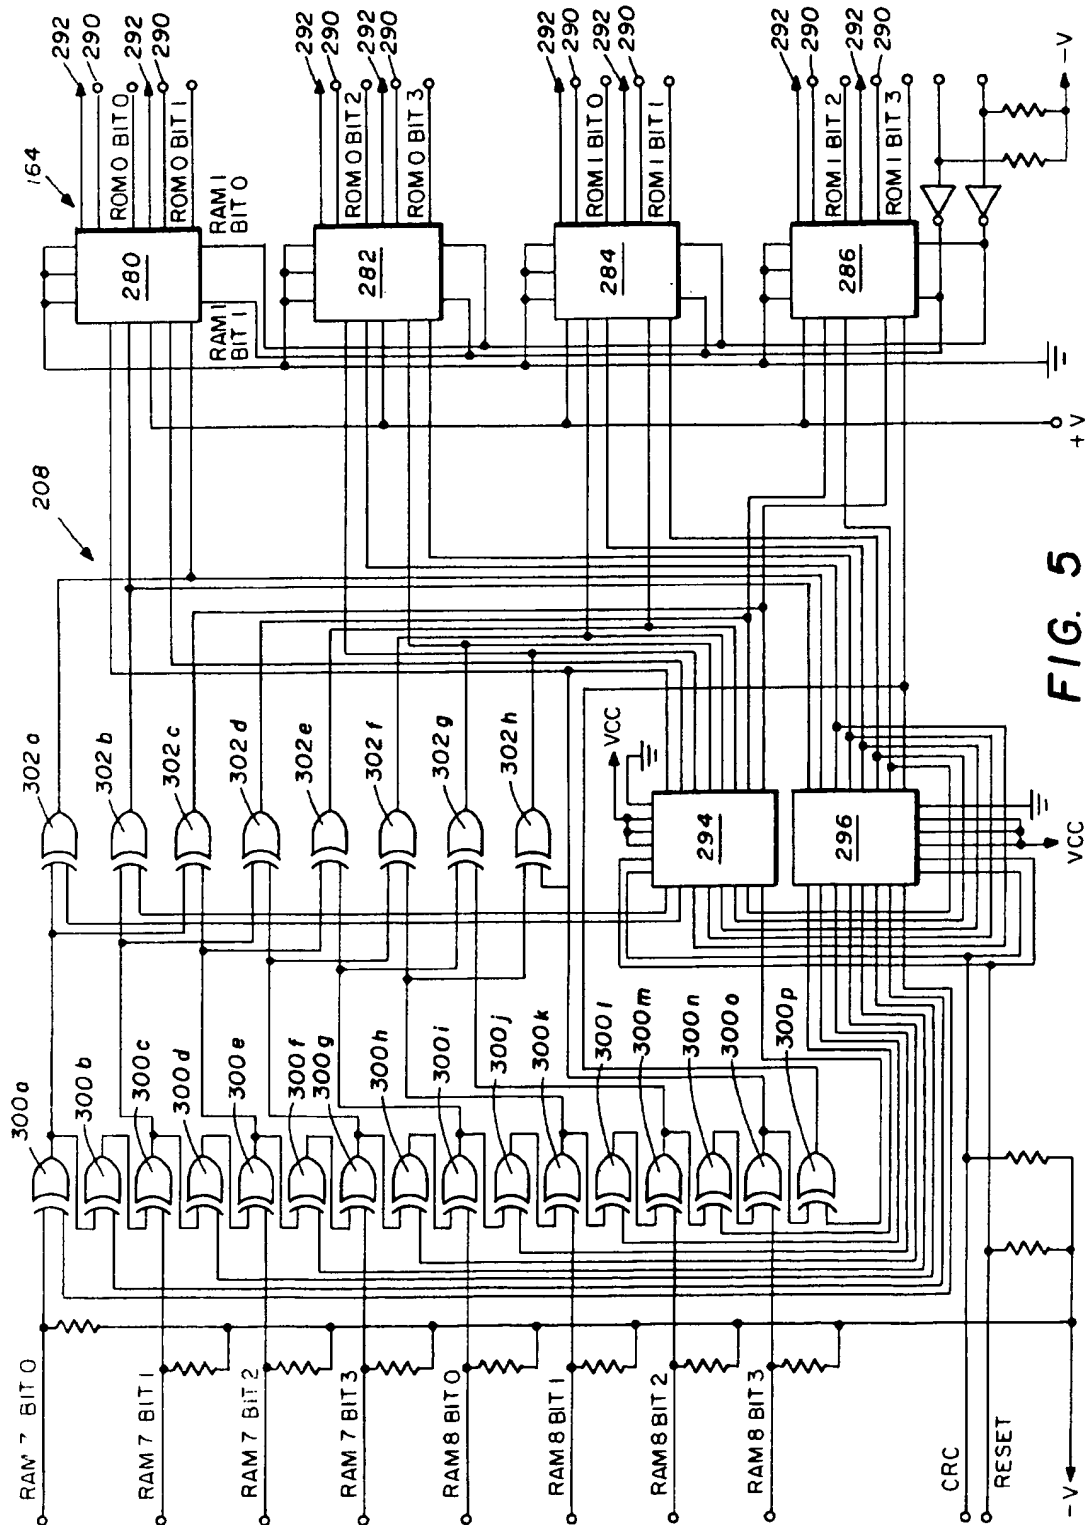 RAM 7 BIT 0
RAM 7 BIT 1
RAM 7 BIT 2
RAM 7 BIT 3
RAM 8 BIT 0
RAM 8 BIT 1
RAM 8 BIT 2
RAM 8 BIT 3
CRC
RESET
-V
300a
300b
300c
300d
300e
300f
300g
300h
300i
300j
300k
300l
300m
300n
300o
300p
302a
302b
302c
302d
302e
302f
302g
302h
VCC
294
296
VCC
208
164
280
282
284
286
RAM 1
BIT 1
RAM 1
BIT 0
292
290
ROM 0 BIT 0
292
290
ROM 0 BIT 1
292
290
ROM 0 BIT 2
292
290
ROM 0 BIT 3
292
290
ROM 1 BIT 0
292
290
ROM 1 BIT 1
292
290
ROM 1 BIT 2
292
290
ROM 1 BIT 3
+V
-V
FIG. 5